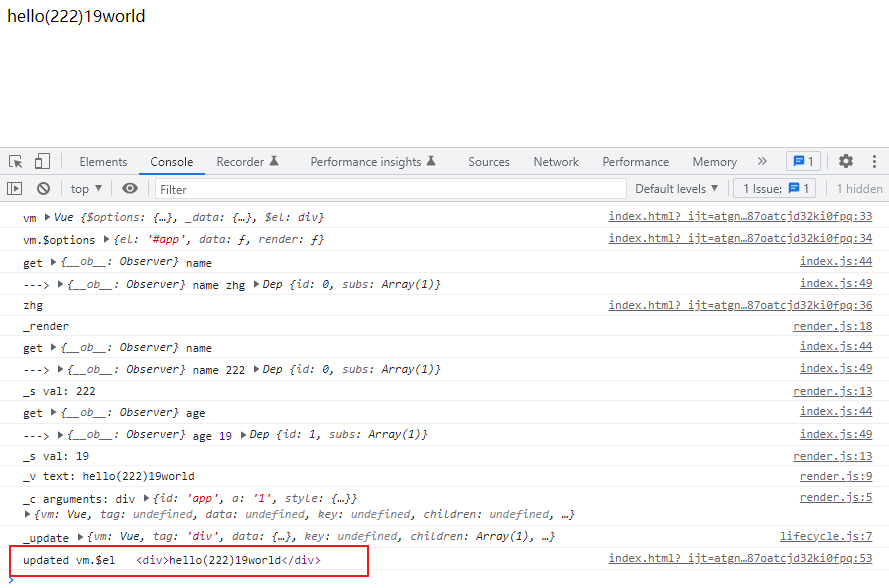 hello(222)19world
Elements Console Recorder Performance insights Sources Network Performance Memory » 1
top ▼ Filter Default levels ▼ 1 Issue: 1 1 hidden
vm ▶Vue {$options: {…}, _data: {…}, $el: div} index.html? ijt=atgn…87oatcjd32ki0fpq:33
vm.$options ▶{el: '#app', data: ƒ, render: ƒ} index.html? ijt=atgn…87oatcjd32ki0fpq:34
get ▶{__ob__: Observer} name index.js:44
---> ▶{__ob__: Observer} name zhg ▶Dep {id: 0, subs: Array(1)} index.js:49
zhg index.html? ijt=atgn…87oatcjd32ki0fpq:36
_render render.js:18
get ▶{__ob__: Observer} name index.js:44
---> ▶{__ob__: Observer} name 222 ▶Dep {id: 0, subs: Array(1)} index.js:49
_s val: 222 render.js:13
get ▶{__ob__: Observer} age index.js:44
---> ▶{__ob__: Observer} age 19 ▶Dep {id: 1, subs: Array(1)} index.js:49
_s val: 19 render.js:13
_v text: hello(222)19world render.js:9
_c arguments: div ▶{id: 'app', a: '1', style: {…}} render.js:5
▶{vm: Vue, tag: undefined, data: undefined, key: undefined, children: undefined, …}
_update ▶{vm: Vue, tag: 'div', data: {…}, key: undefined, children: Array(1), …} lifecycle.js:7
updated vm.$el <div>hello(222)19world</div> index.html? ijt=atgn…87oatcjd32ki0fpq:53